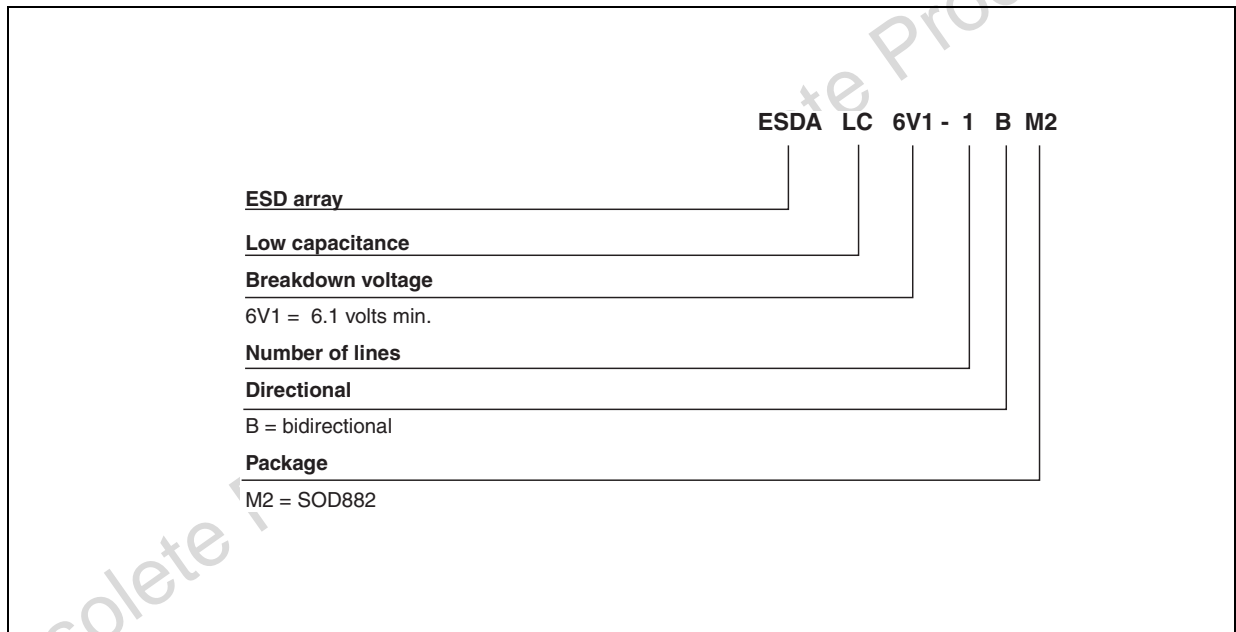 ESDA LC 6V1 - 1 B M2
ESD array
Low capacitance
Breakdown voltage
6V1 = 6.1 volts min.
Number of lines
Directional
B = bidirectional
Package
M2 = SOD882